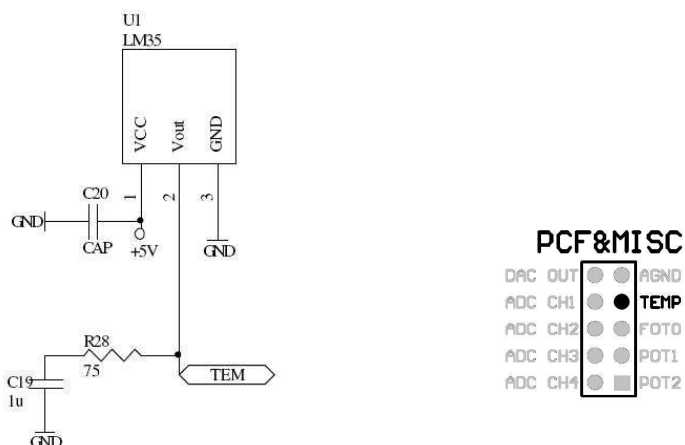 U1
LM35
VCC
Vout
GND
1
2
3
C20
GND
CAP
+5V
GND
R28
75
TEM
C19
1u
GND
PCF&MISC
DAC OUT AGND
ADC CH1 TEMP
ADC CH2 FOTO
ADC CH3 POT1
ADC CH4 POT2